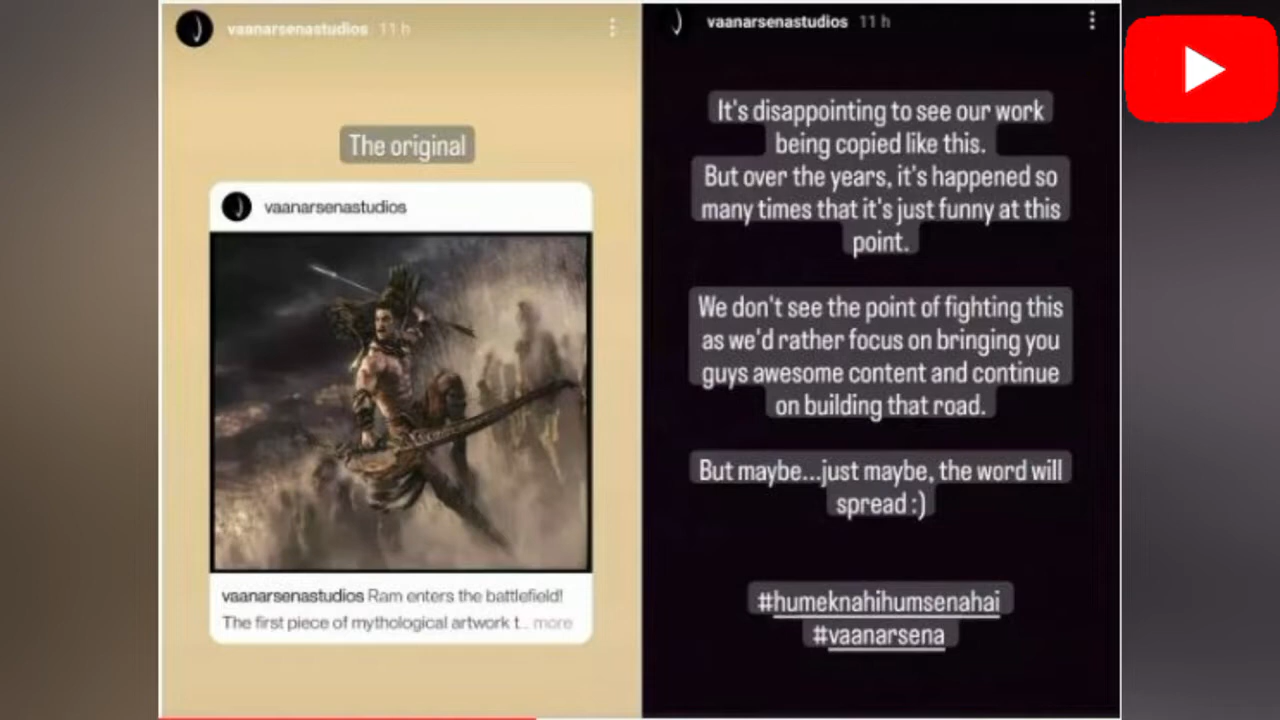 vaanarsenastudios 11 h
The original
vaanarsenastudios
vaanarsenastudios Ram enters the battlefield!
The first piece of mythological artwork t... more
vaanarsenastudios 11 h
It's disappointing to see our work
being copied like this.
But over the years, it's happened so
many times that it's just funny at this
point.
We don't see the point of fighting this
as we'd rather focus on bringing you
guys awesome content and continue
on building that road.
But maybe...just maybe, the word will
spread :)
#humeknahihumsenahai
#vaanarsena